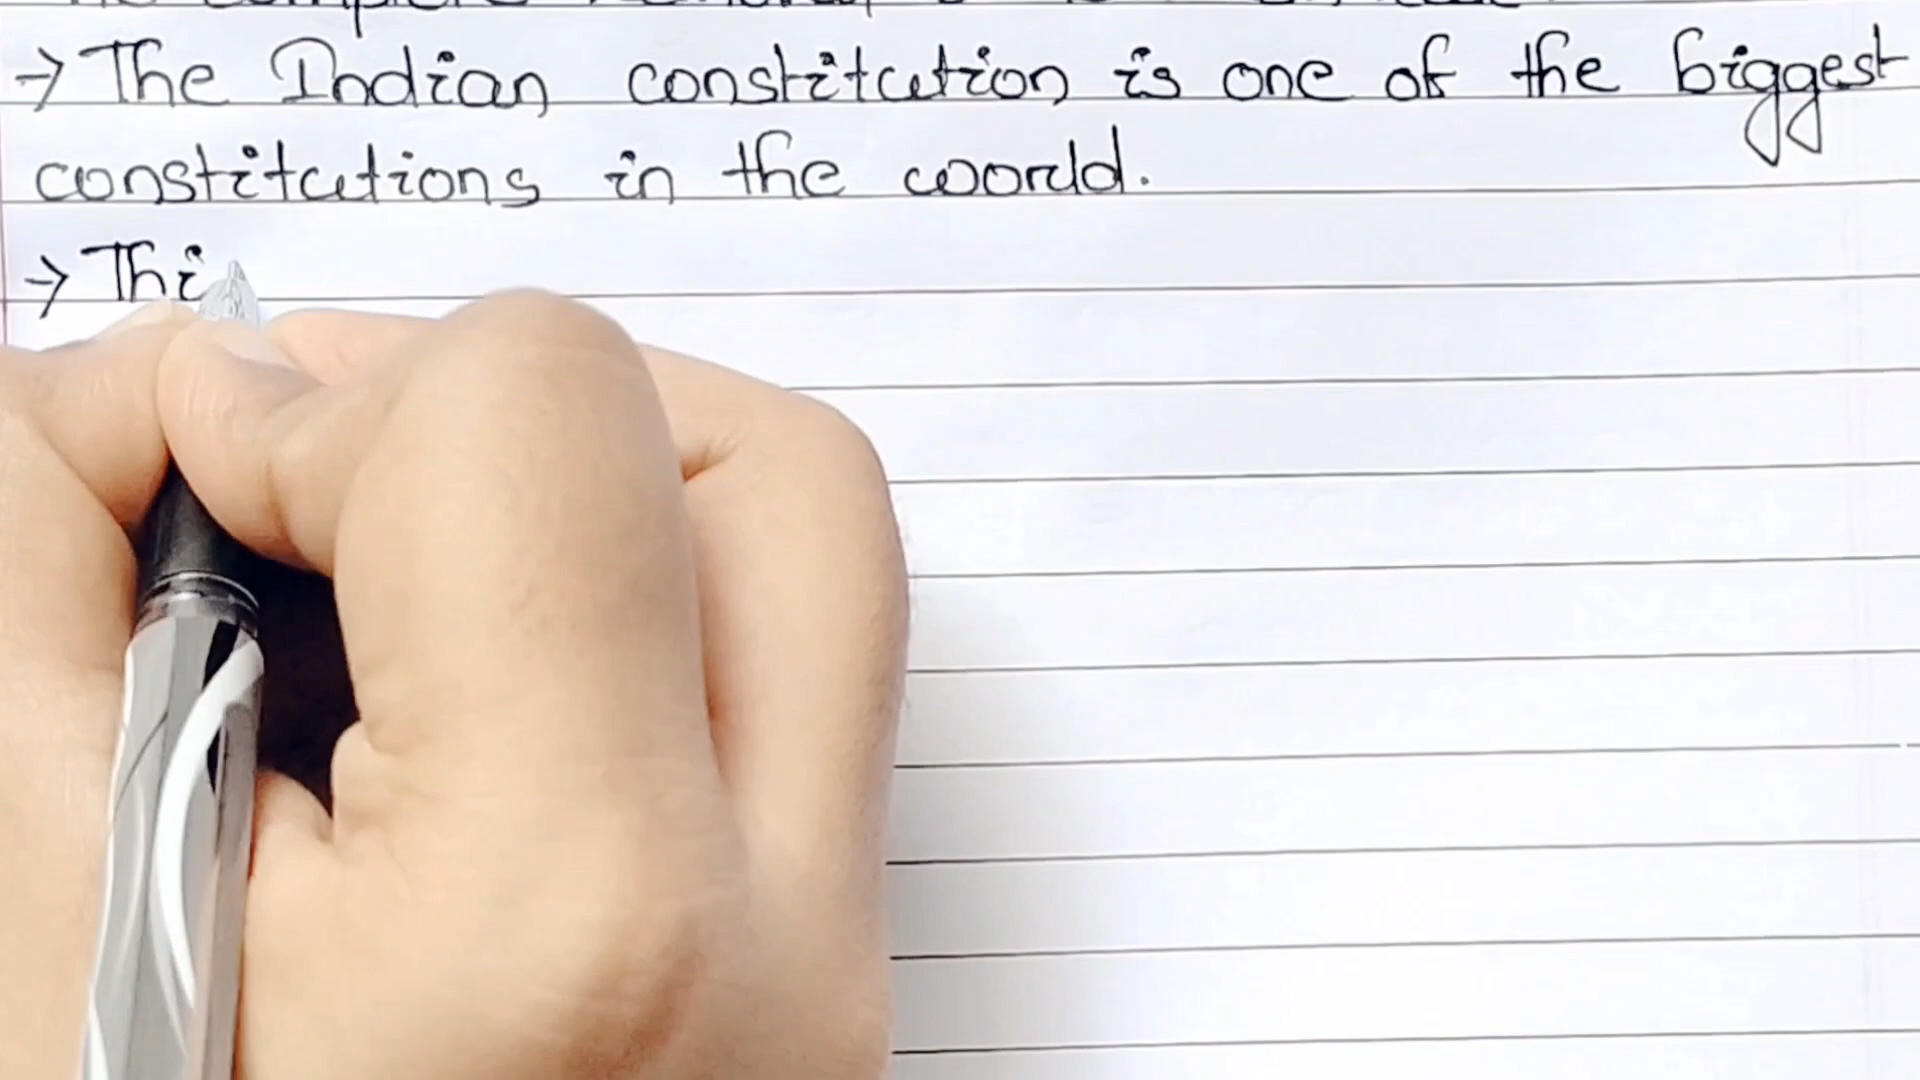 → The Indian constitution is one of the biggest
constitutions in the world.
→ Thi